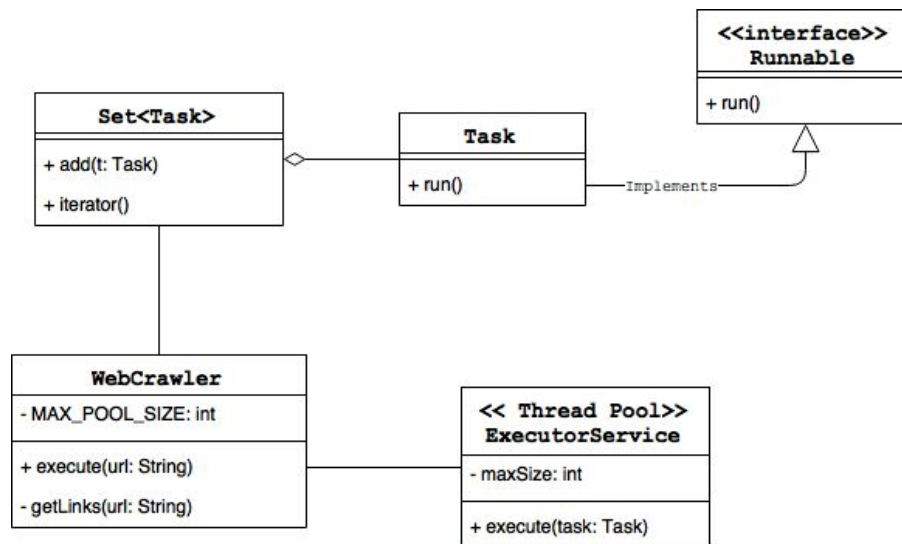 <<interface>>
Runnable
+ run()
Set<Task>
+ add(t: Task)
+ iterator()
Task
+ run()
Implements
WebCrawler
- MAX_POOL_SIZE: int
+ execute(url: String)
- getLinks(url: String)
<< Thread Pool>>
ExecutorService
- maxSize: int
+ execute(task: Task)